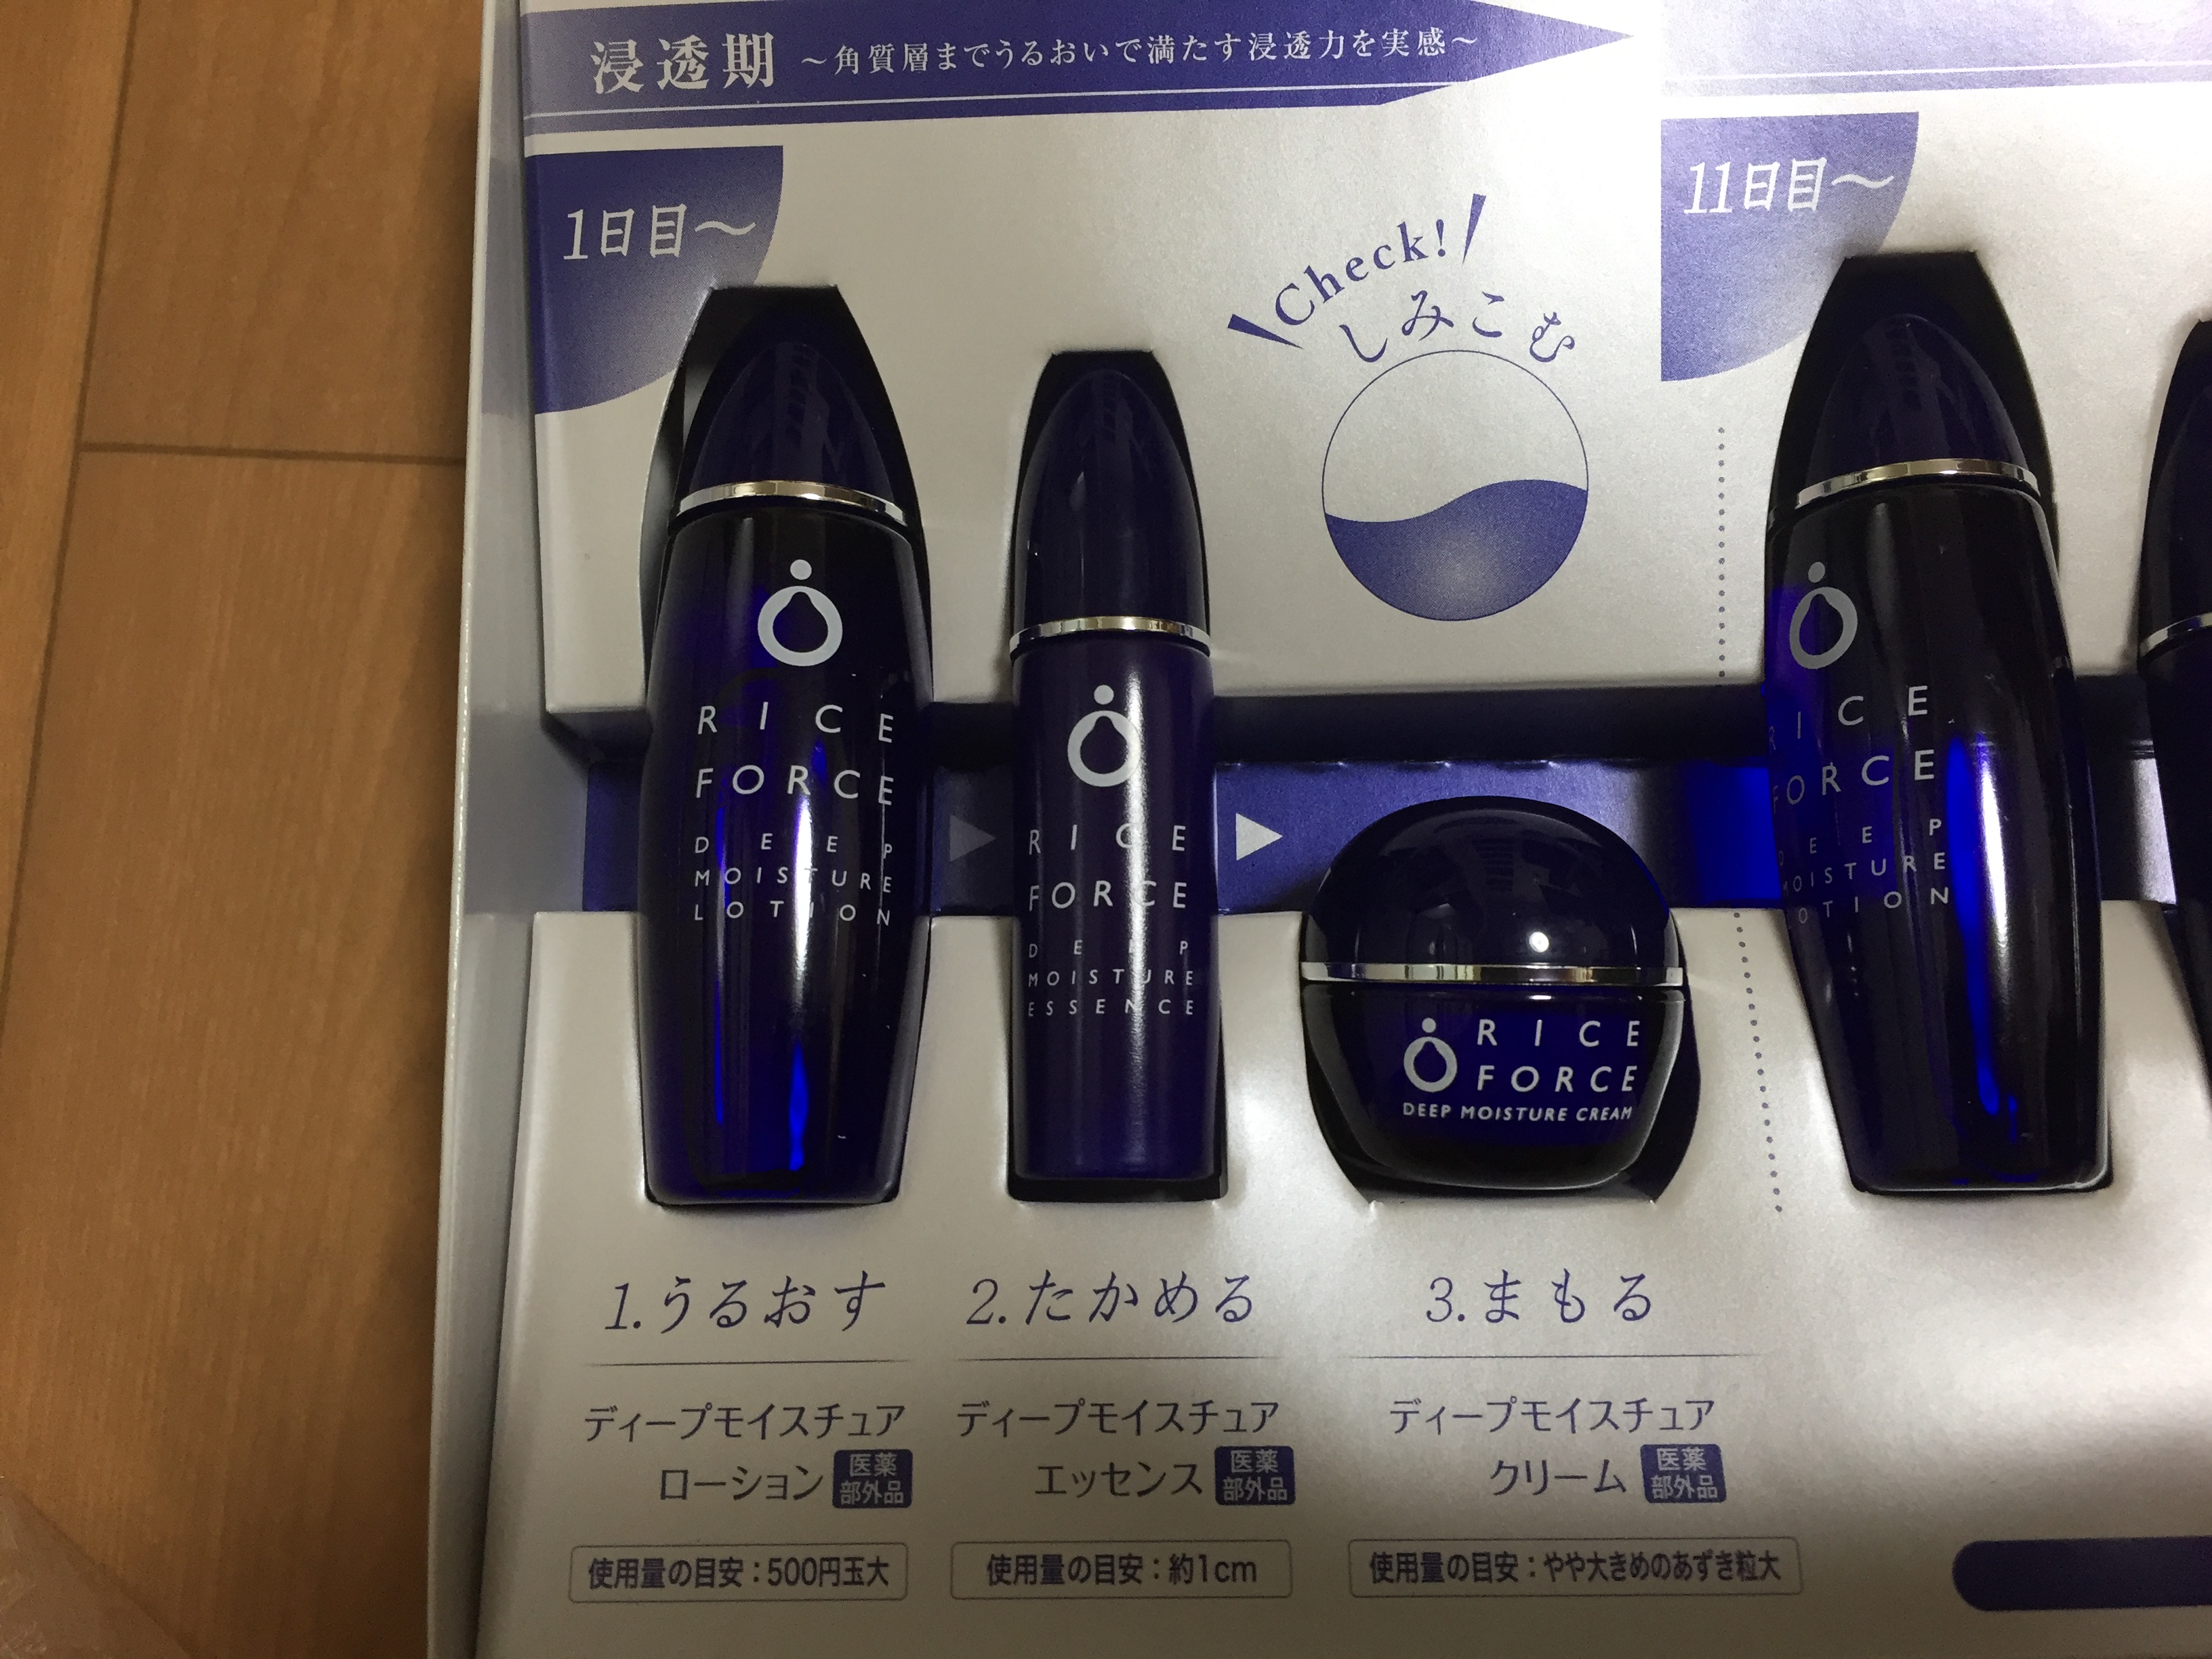 浸透期 ～角質層までうるおいで満たす浸透力を実感～
1日目～
Check!
しみこむ
11日目～
RICE
FORCE
DEEP
MOISTURE
LOTION
RICE
FORCE
DEEP
MOISTURE
ESSENCE
RICE
FORCE
DEEP MOISTURE CREAM
RICE
FORCE
DEEP
MOISTURE
LOTION
1.うるおす
ディープモイスチュア
ローション 医薬部外品
使用量の目安：500円玉大
2.たかめる
ディープモイスチュア
エッセンス 医薬部外品
使用量の目安：約1cm
3.まもる
ディープモイスチュア
クリーム 医薬部外品
使用量の目安：やや大きめのあずき粒大